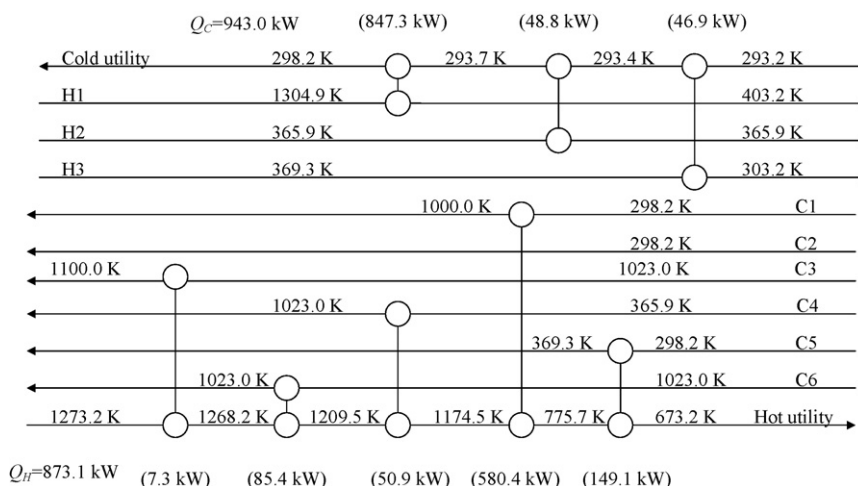 Q_C=943.0 kW (847.3 kW) (48.8 kW) (46.9 kW)
Cold utility 298.2 K 293.7 K 293.4 K 293.2 K
H1 1304.9 K 403.2 K
H2 365.9 K 365.9 K
H3 369.3 K 303.2 K
1000.0 K 298.2 K C1
298.2 K C2
1100.0 K 1023.0 K C3
1023.0 K 365.9 K C4
369.3 K 298.2 K C5
1023.0 K 1023.0 K C6
1273.2 K 1268.2 K 1209.5 K 1174.5 K 775.7 K 673.2 K Hot utility
Q_H=873.1 kW (7.3 kW) (85.4 kW) (50.9 kW) (580.4 kW) (149.1 kW)